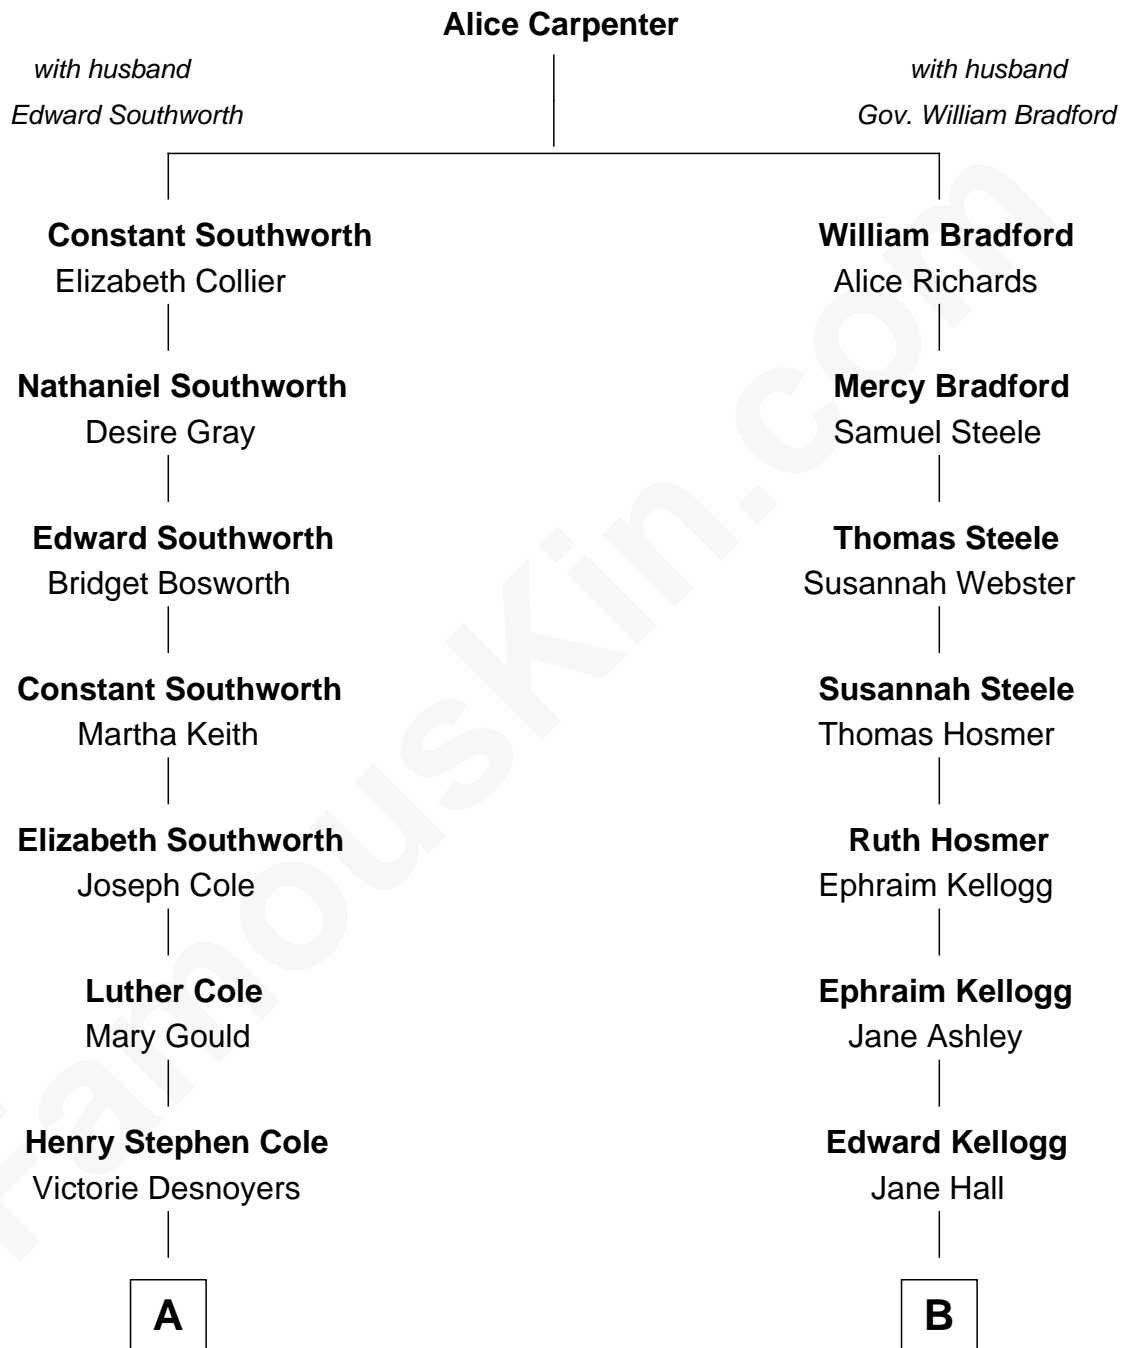 Alice Carpenter
with husband
Edward Southworth
with husband
Gov. William Bradford
Constant Southworth
Elizabeth Collier
William Bradford
Alice Richards
Nathaniel Southworth
Desire Gray
Mercy Bradford
Samuel Steele
Edward Southworth
Bridget Bosworth
Thomas Steele
Susannah Webster
Constant Southworth
Martha Keith
Susannah Steele
Thomas Hosmer
Elizabeth Southworth
Joseph Cole
Ruth Hosmer
Ephraim Kellogg
Luther Cole
Mary Gould
Ephraim Kellogg
Jane Ashley
Henry Stephen Cole
Victorie Desnoyers
Edward Kellogg
Jane Hall
A
B
FamousKin.com